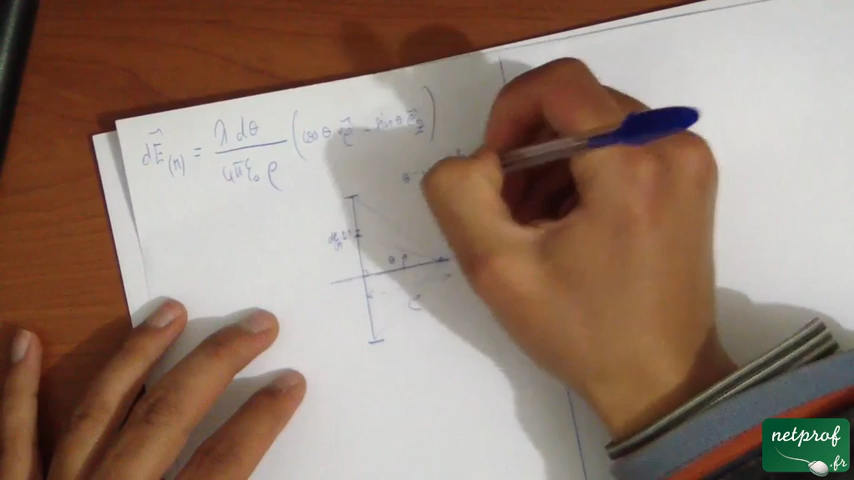 dE⃗(M) = λ dθ / 4πε₀ ρ (cos θ e⃗ρ - sin θ e⃗z)
θ
θ ρ
netprof
.fr